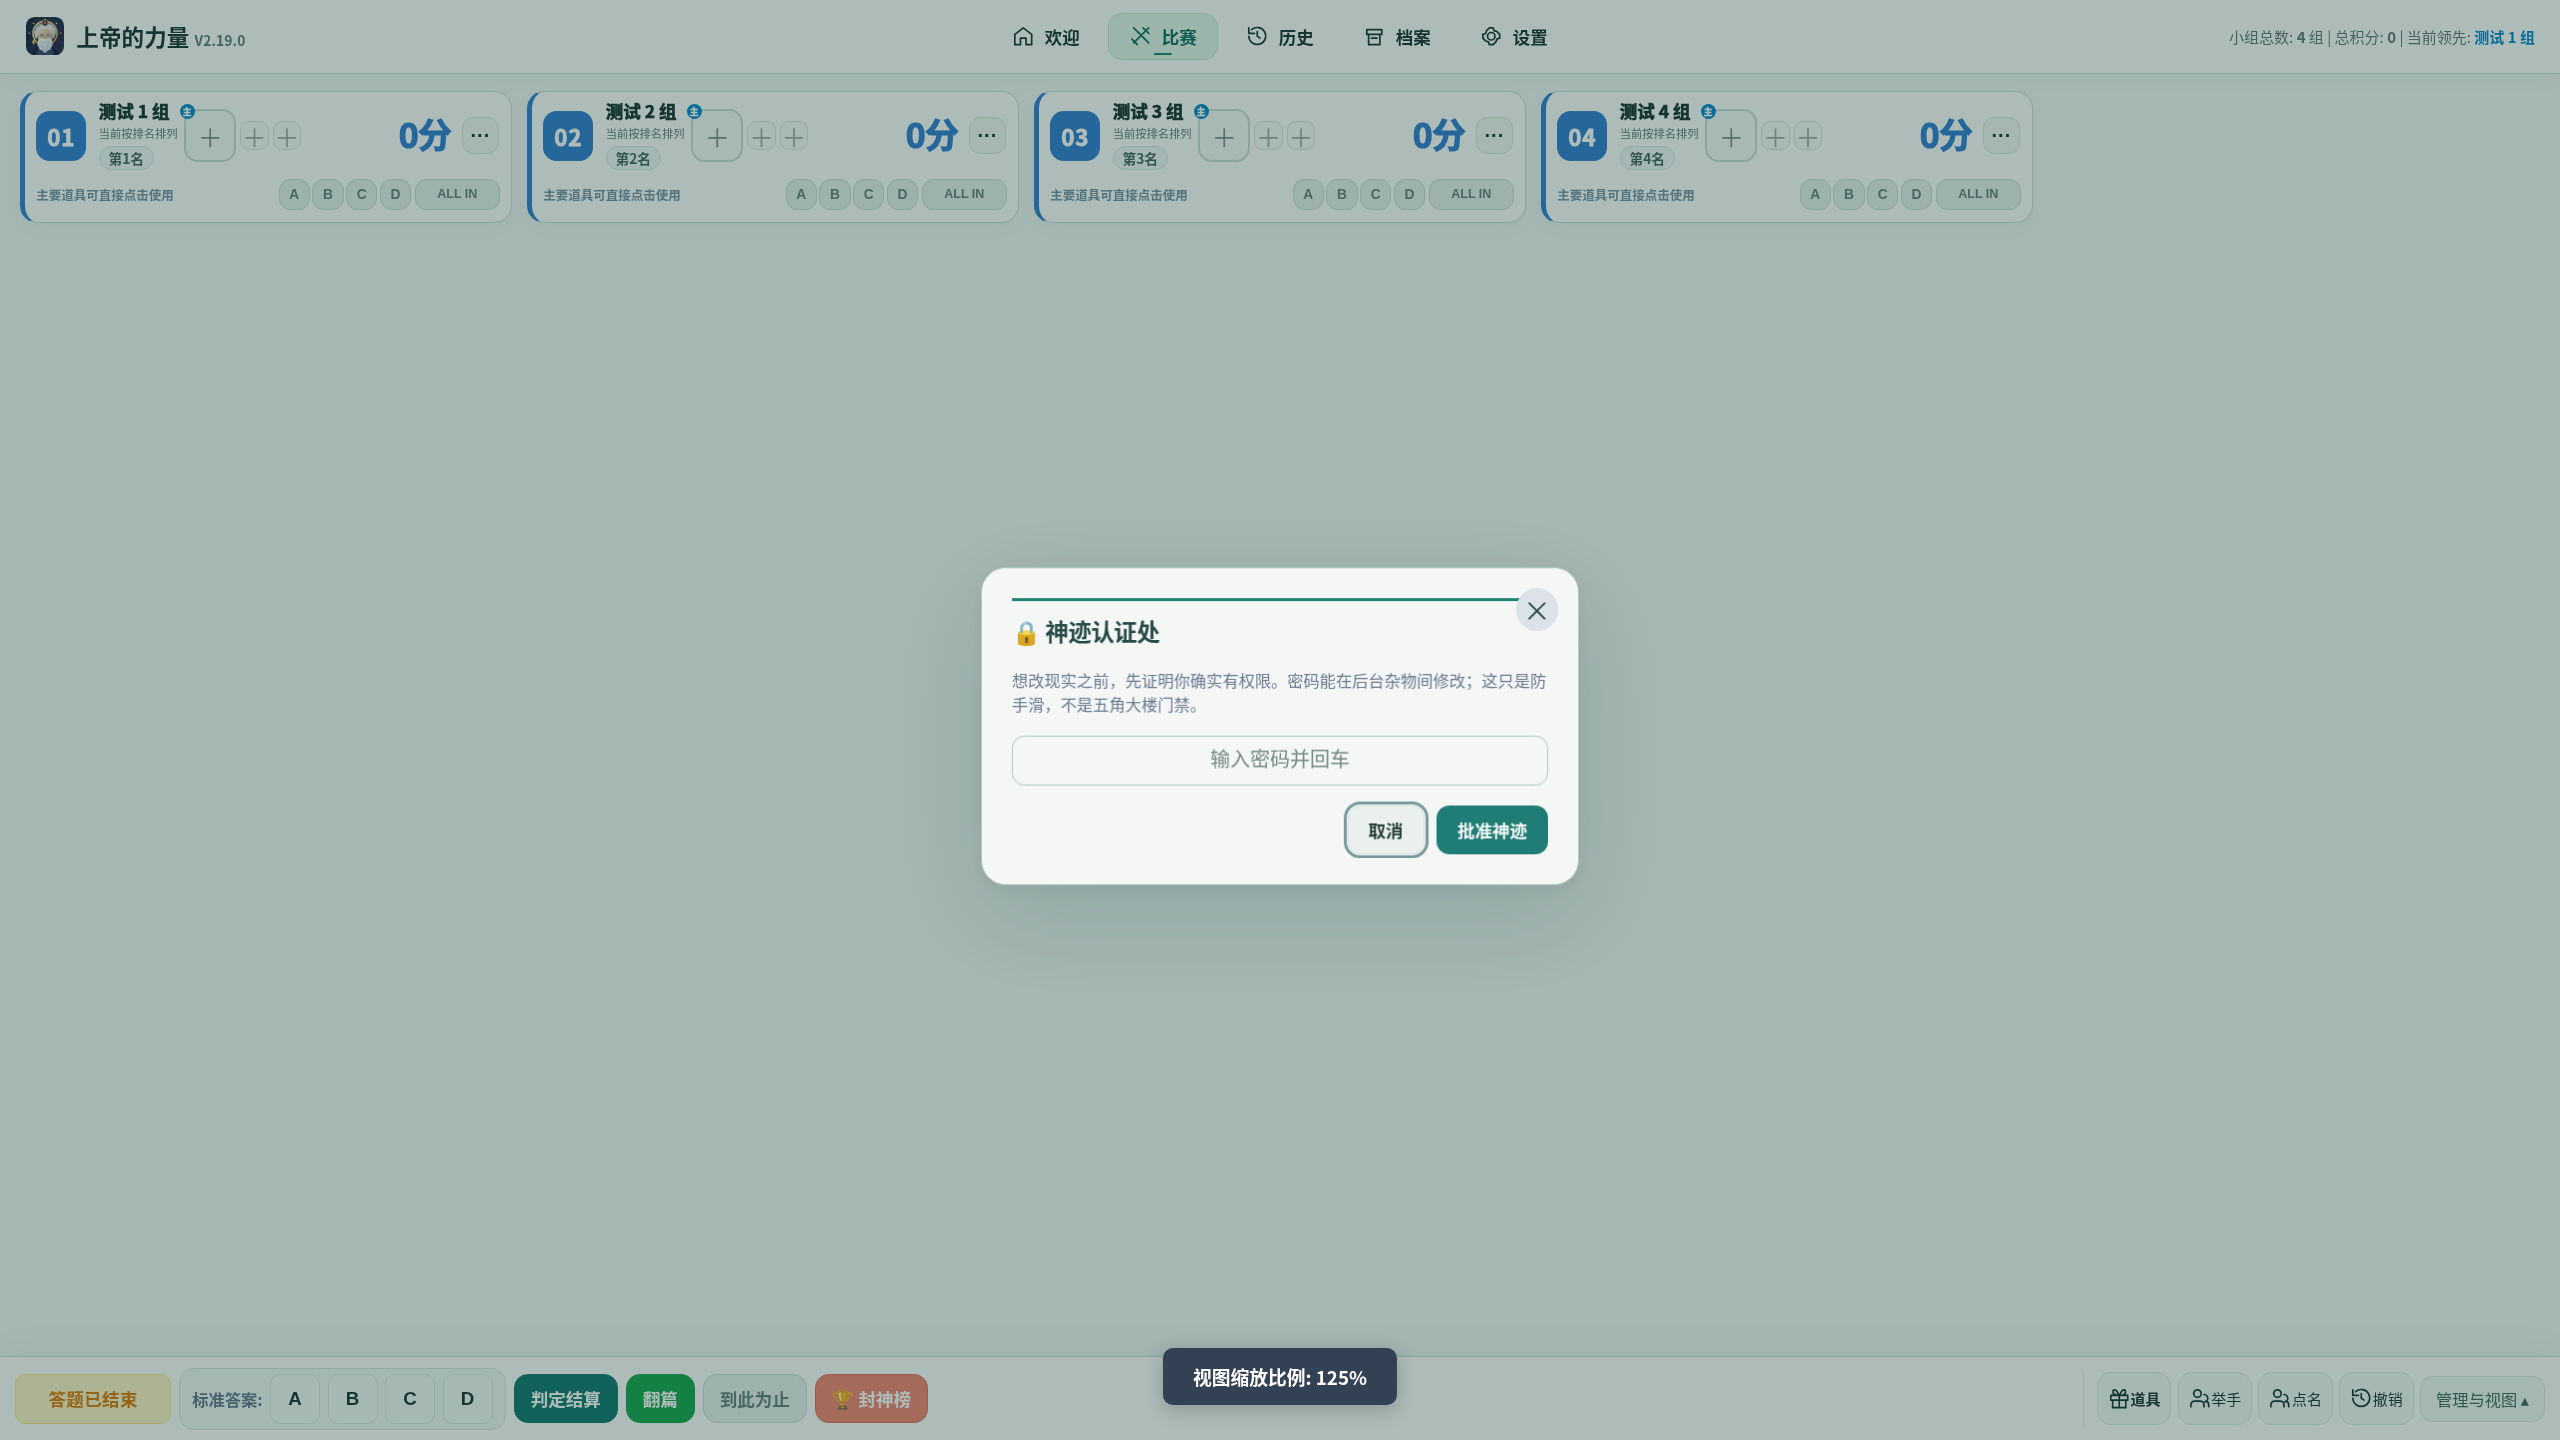 上帝的力量 V2.19.0
欢迎
比赛
历史
档案
设置
小组总数: 4 组 | 总积分: 0 | 当前领先: 测试 1 组
01
测试 1 组
主
当前按排名排列
第1名
0分
...
主要道具可直接点击使用
A B C D ALL IN
02
测试 2 组
主
当前按排名排列
第2名
0分
...
主要道具可直接点击使用
A B C D ALL IN
03
测试 3 组
主
当前按排名排列
第3名
0分
...
主要道具可直接点击使用
A B C D ALL IN
04
测试 4 组
主
当前按排名排列
第4名
0分
...
主要道具可直接点击使用
A B C D ALL IN
🔒 神迹认证处
想改现实之前，先证明你确实有权限。密码能在后台杂物间修改；这只是防
手滑，不是五角大楼门禁。
输入密码并回车
取消
批准神迹
视图缩放比例: 125%
答题已结束
标准答案: A B C D
判定结算
翻篇
到此为止
🏆 封神榜
道具
举手
点名
撤销
管理与视图 ▴